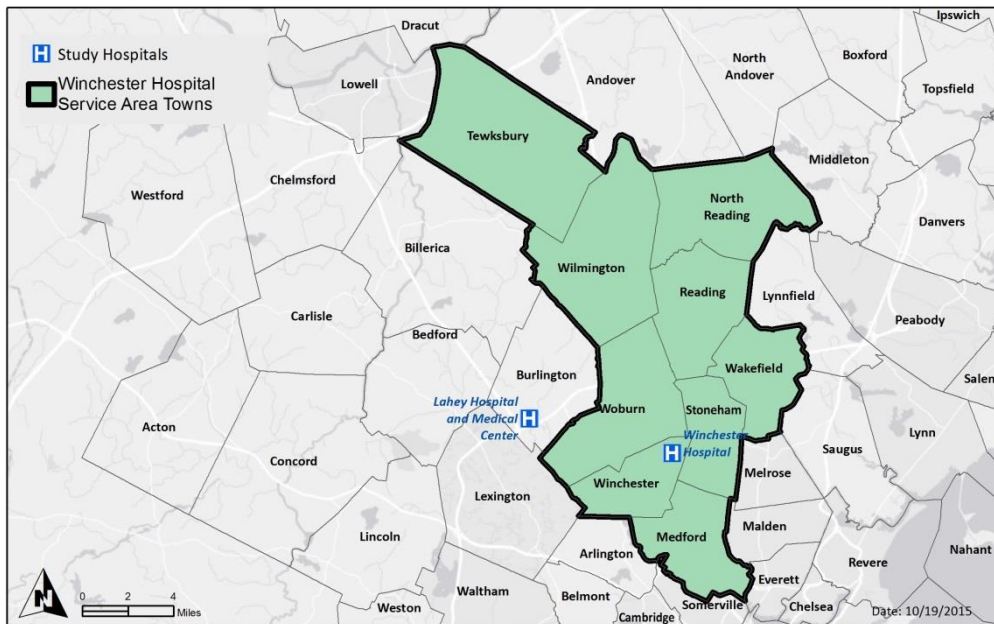 Study Hospitals
Winchester Hospital
Service Area Towns
Dracut
Ipswich
Boxford
North
Andover
Andover
Topsfield
Lowell
Tewksbury
Middleton
Westford
Chelmsford
North
Reading
Danvers
Billerica
Wilmington
Reading
Lynnfield
Carlisle
Peabody
Bedford
Wakefield
Burlington
Salen
Lahey Hospital
and Medical
Center
H
Woburn
Stoneham
Acton
Winchester
Hospital
H
Lynn
Saugus
Concord
Melrose
Lexington
Winchester
Malden
Lincoln
Medford
Arlington
Revere
Nahant
Everett
Waltham
Belmont
Chelsea
Weston
Somerville
Cambridge
N
0 2 4
Miles
Date: 10/19/2015